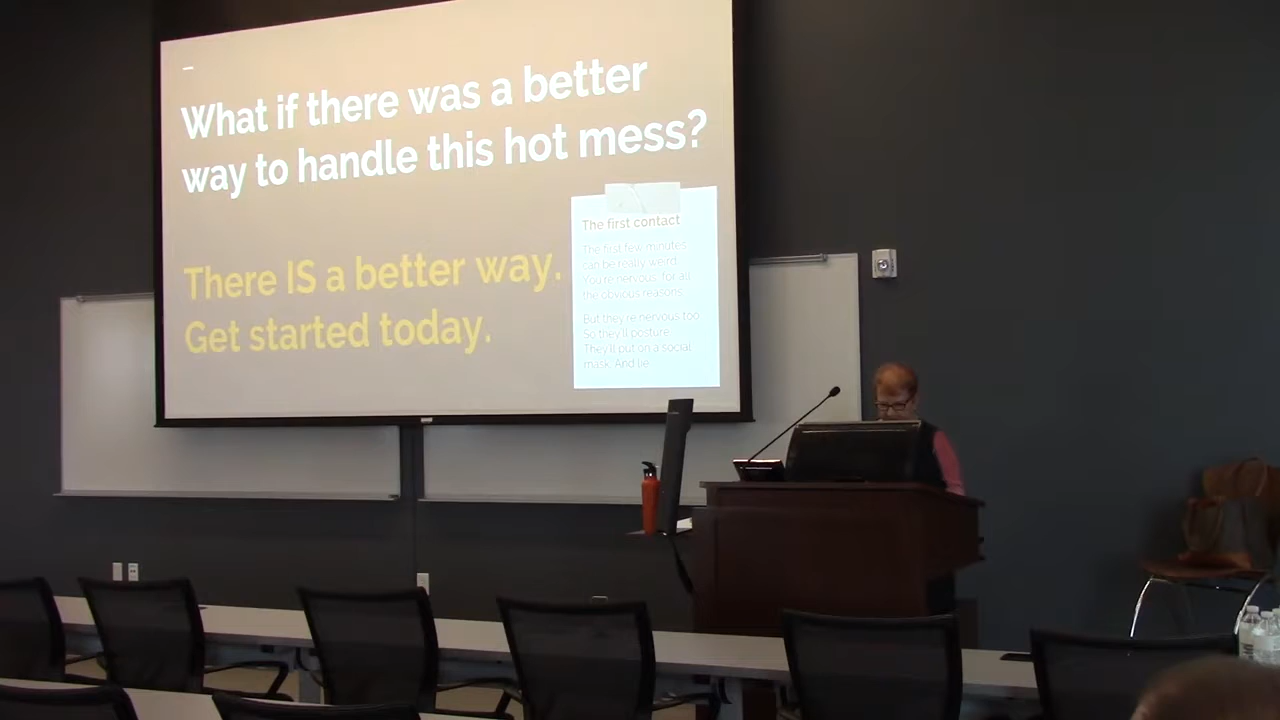 What if there was a better
way to handle this hot mess?
There IS a better way.
Get started today.
The first contact
The first few minutes
can be really weird.
You're nervous, for all
the obvious reasons.
But they're nervous too.
So they'll posture.
They'll put on a social
mask. And lie.